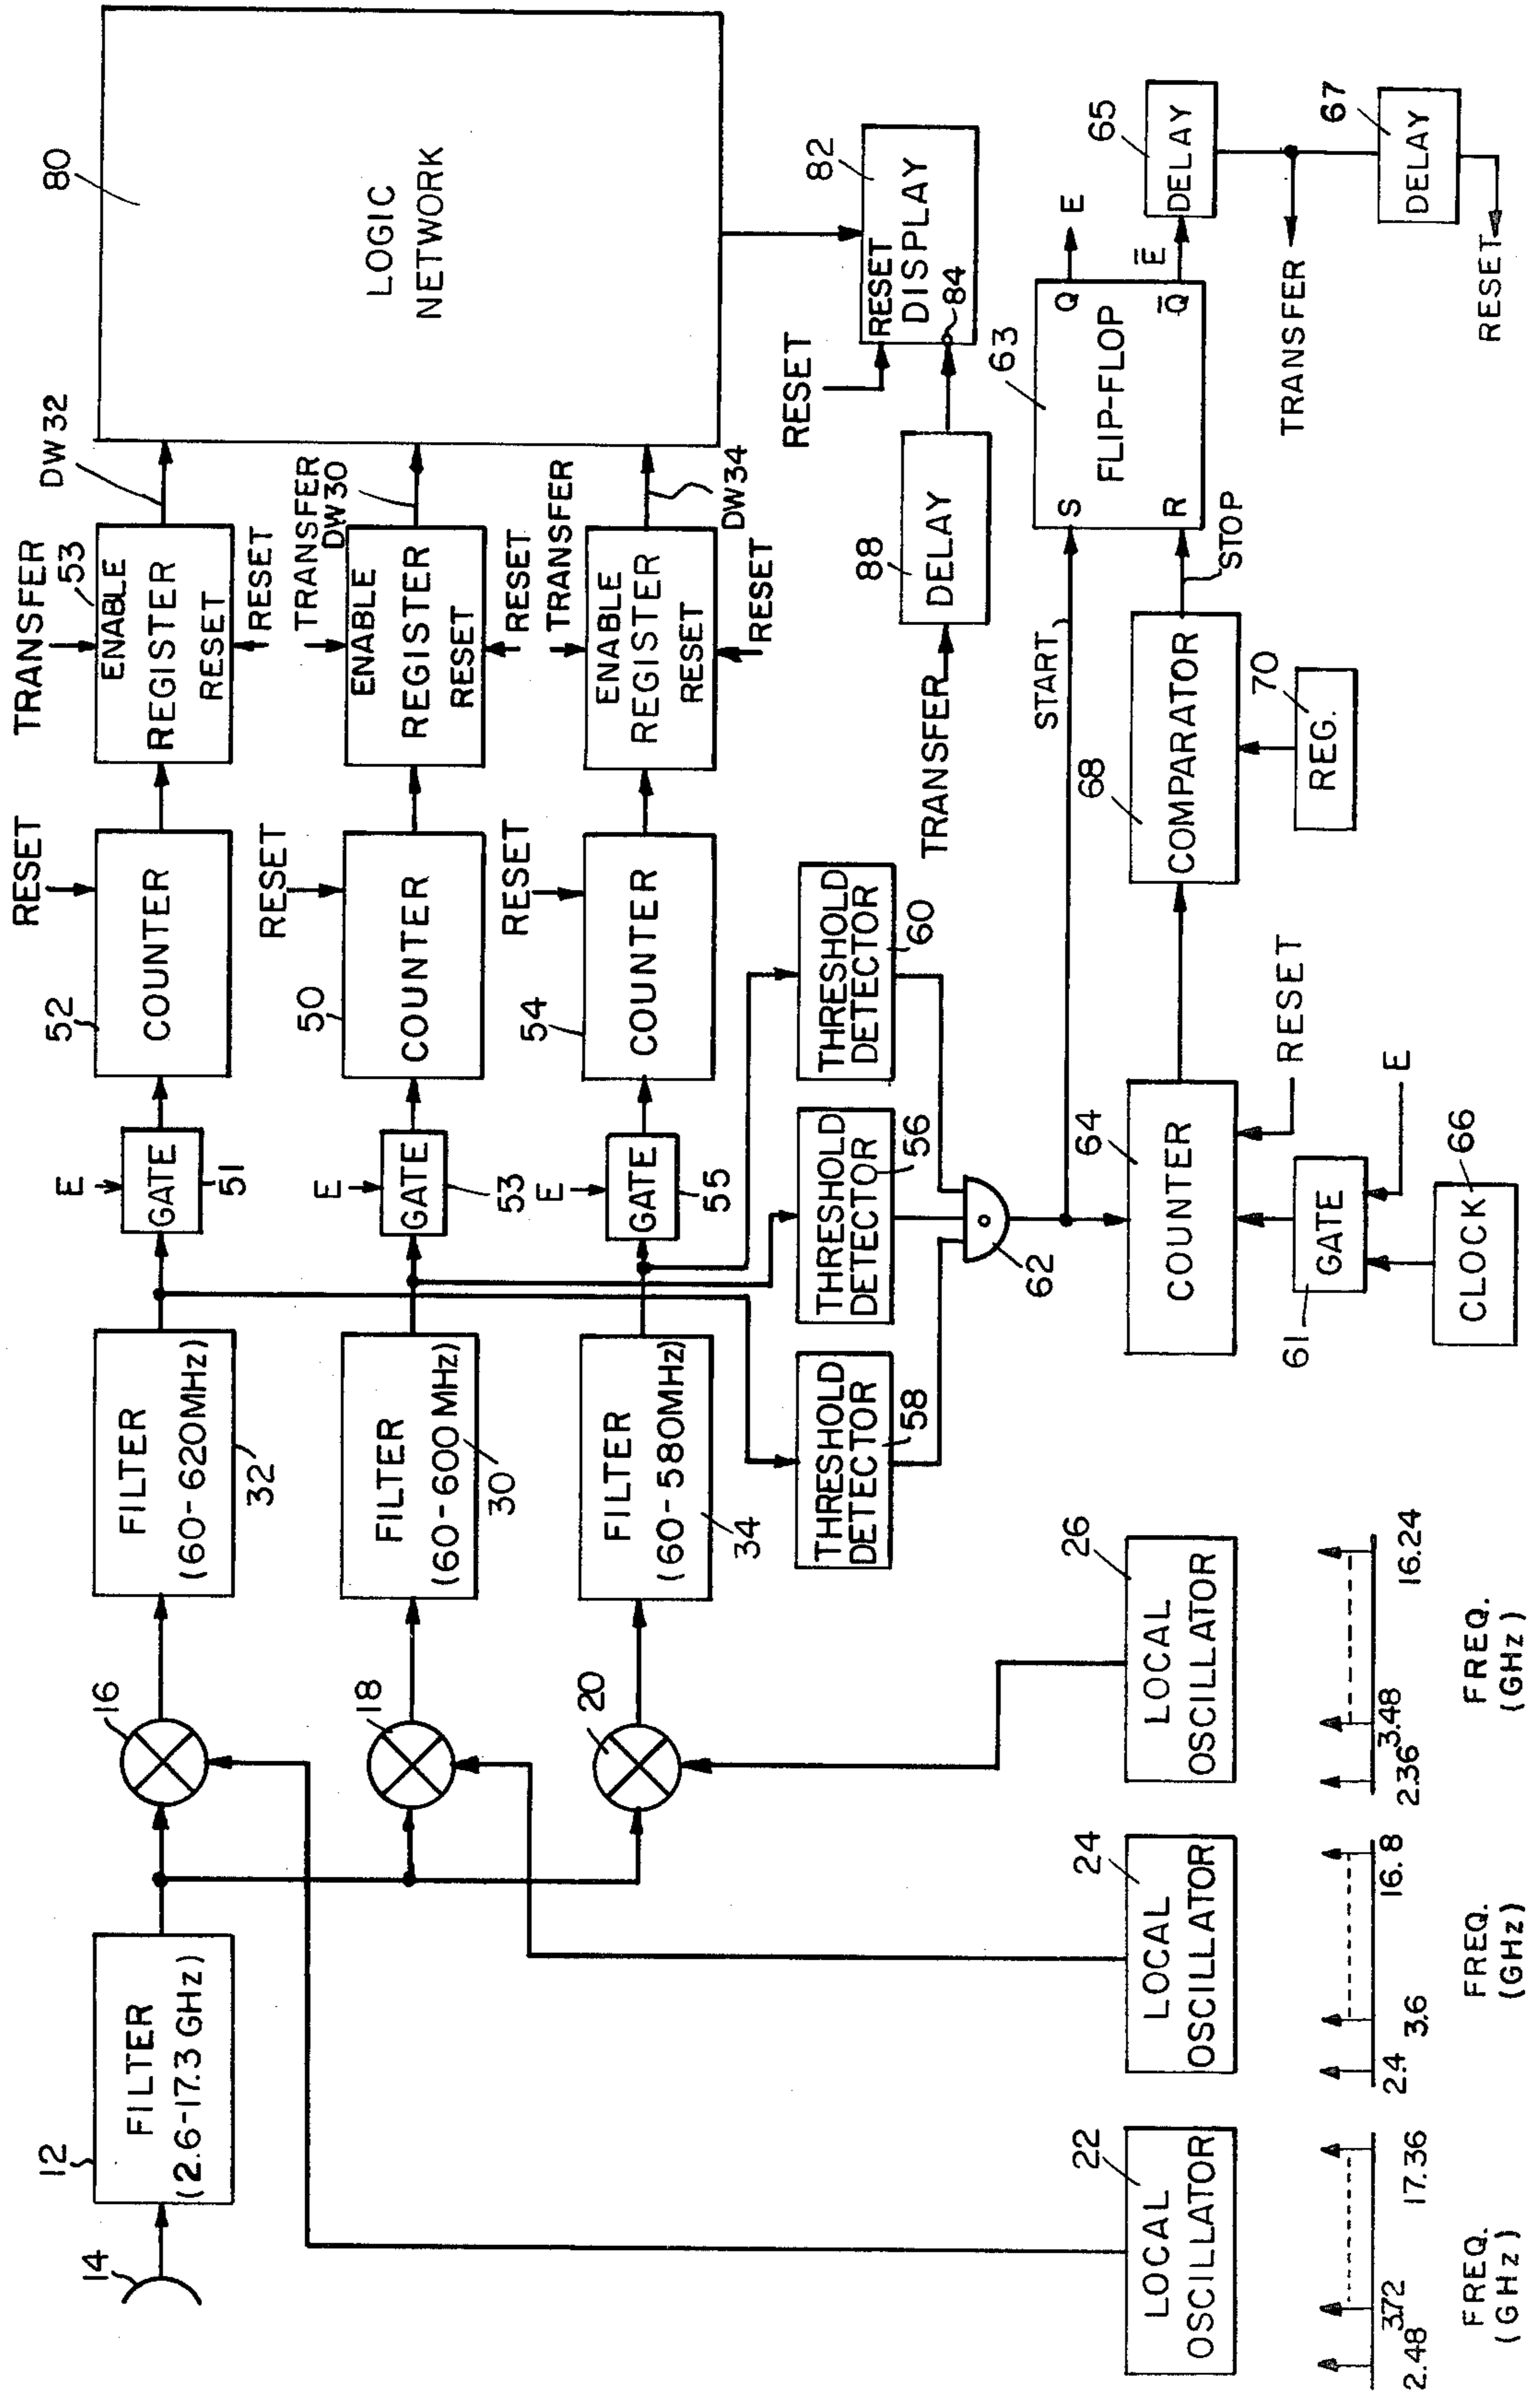 14
12
FILTER
(2.6-17.3 GHz)
16
18
20
FILTER
(60-620MHz)
32
FILTER
(60-600MHz)
30
FILTER
(60-580MHz)
34
E
GATE
51
E
GATE
53
E
GATE
55
RESET
52
COUNTER
RESET
50
COUNTER
RESET
54
COUNTER
TRANSFER
53
ENABLE
REGISTER
RESET
RESET
TRANSFER
ENABLE
REGISTER
RESET
RESET
TRANSFER
ENABLE
REGISTER
RESET
RESET
DW32
DW30
DW34
80
LOGIC
NETWORK
THRESHOLD
DETECTOR
58
THRESHOLD
DETECTOR
56
THRESHOLD
DETECTOR
60
62
TRANSFER
88
DELAY
RESET
82
RESET
DISPLAY
84
22
LOCAL
OSCILLATOR
24
LOCAL
OSCILLATOR
26
LOCAL
OSCILLATOR
2.48
3.72
17.36
FREQ.
(GHz)
2.4
3.6
16.8
FREQ.
(GHz)
2.36
3.48
16.24
FREQ.
(GHz)
64
COUNTER
RESET
61
GATE
E
CLOCK
66
68
COMPARATOR
70
REG.
START
STOP
63
S
R
FLIP-FLOP
Q
Q̅
E
E̅
65
DELAY
TRANSFER
67
DELAY
RESET